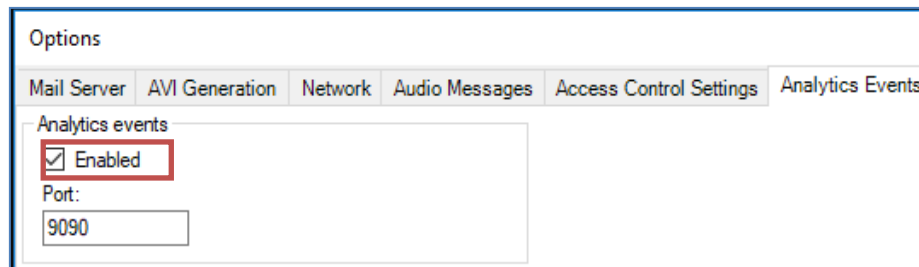 Options
Mail Server AVI Generation Network Audio Messages Access Control Settings Analytics Events
Analytics events
Enabled
Port:
9090